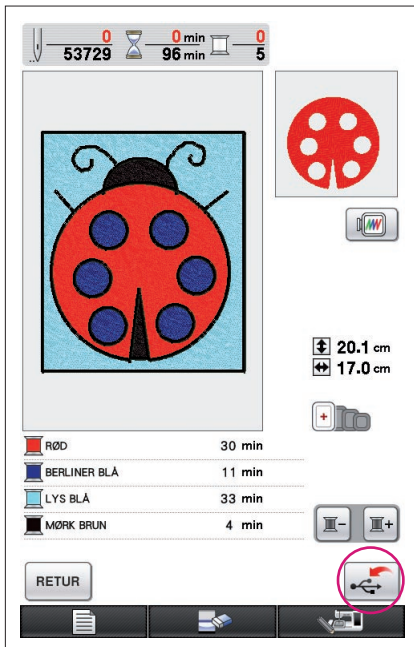 0 0 min 0
53729 96 min 5
20.1 cm
17.0 cm
RØD 30 min
BERLINER BLÅ 11 min
LYS BLÅ 33 min
MØRK BRUN 4 min
RETUR